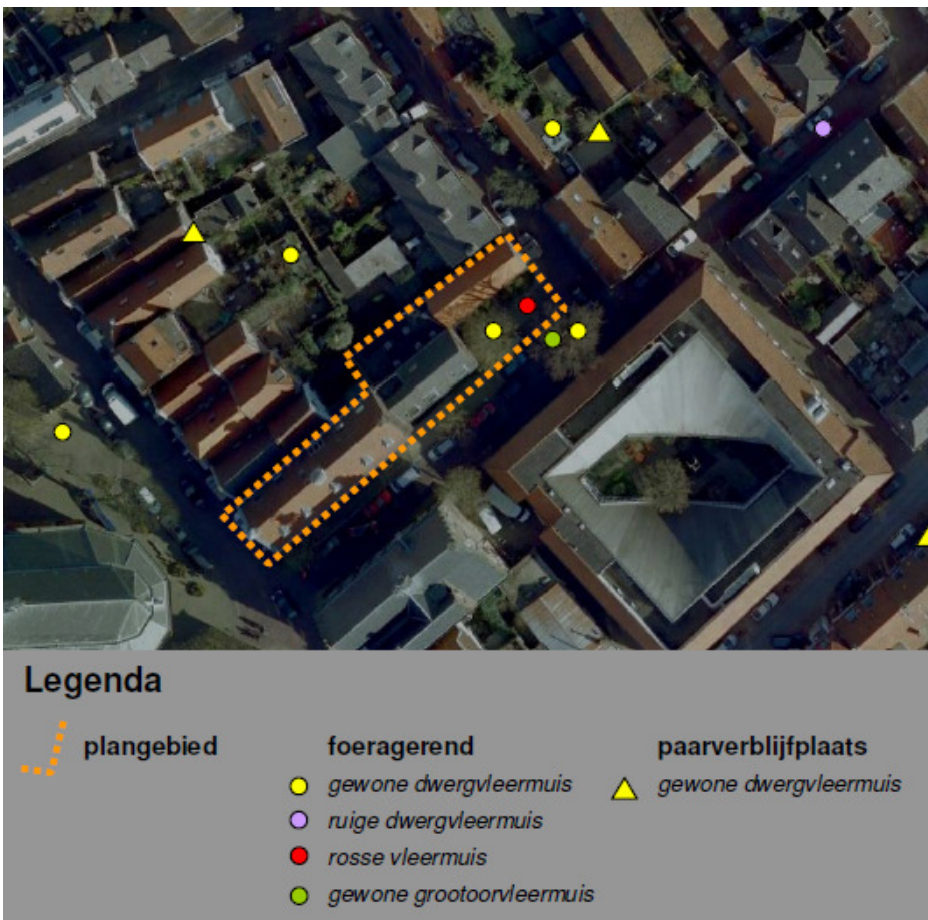 Legenda
plangebied
foeragerend
gewone dwergvleermuis
ruige dwergvleermuis
rosse vleermuis
gewone grootoorvleermuis
paarverblijfplaats
gewone dwergvleermuis